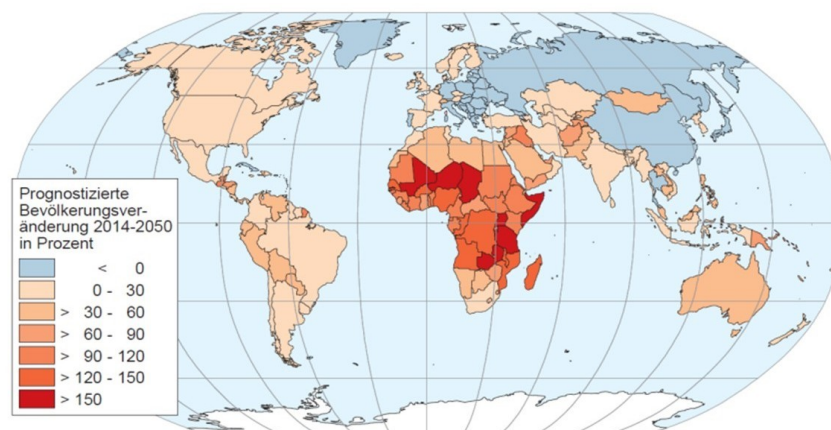 Prognostizierte
Bevölkerungsver-
änderung 2014-2050
in Prozent
< 0
0 - 30
> 30 - 60
> 60 - 90
> 90 - 120
> 120 - 150
> 150